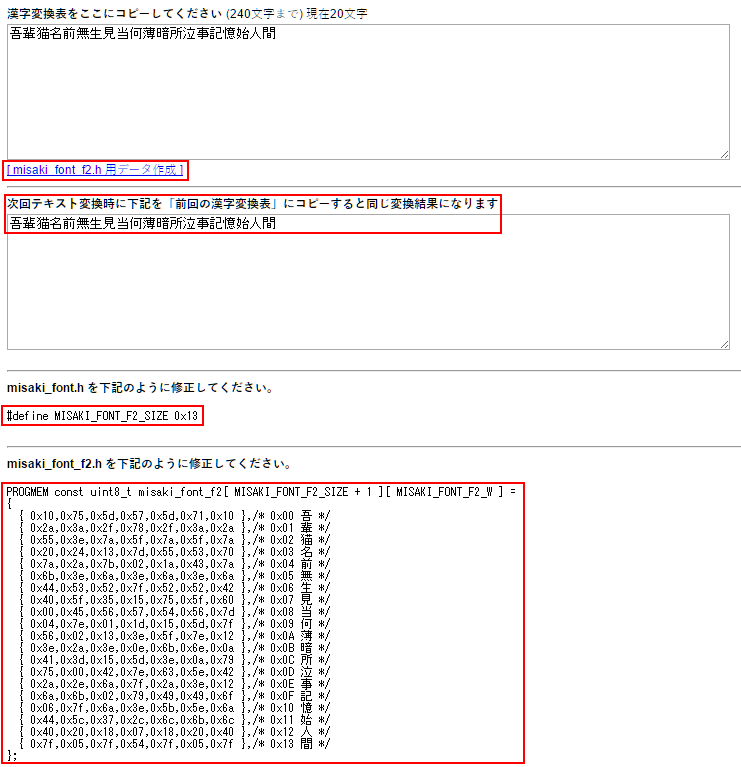 漢字変換表をここにコピーしてください (240文字まで) 現在20文字
吾輩猫名前無生見当何薄暗所泣事記憶始人間
[ misaki_font_f2.h 用データ作成 ]
次回テキスト変換時に下記を「前回の漢字変換表」にコピーすると同じ変換結果になります
吾輩猫名前無生見当何薄暗所泣事記憶始人間
misaki_font.h を下記のように修正してください。
#define MISAKI_FONT_F2_SIZE 0x13
misaki_font_f2.h を下記のように修正してください。
PROGMEM const uint8_t misaki_font_f2[ MISAKI_FONT_F2_SIZE + 1 ][ MISAKI_FONT_F2_W ] =
{
{ 0x10,0x75,0x5d,0x57,0x5d,0x71,0x10 },/* 0x00 吾 */
{ 0x2a,0x3a,0x2f,0x78,0x2f,0x3a,0x2a },/* 0x01 輩 */
{ 0x55,0x3e,0x7a,0x5f,0x7a,0x5f,0x7a },/* 0x02 猫 */
{ 0x20,0x24,0x13,0x7d,0x55,0x53,0x70 },/* 0x03 名 */
{ 0x7a,0x2a,0x7b,0x02,0x1a,0x43,0x7a },/* 0x04 前 */
{ 0x6b,0x3e,0x6a,0x3e,0x6a,0x3e,0x6a },/* 0x05 無 */
{ 0x44,0x53,0x52,0x7f,0x52,0x52,0x42 },/* 0x06 生 */
{ 0x40,0x5f,0x35,0x15,0x75,0x5f,0x60 },/* 0x07 見 */
{ 0x00,0x45,0x56,0x57,0x54,0x56,0x7d },/* 0x08 当 */
{ 0x04,0x7e,0x01,0x1d,0x15,0x5d,0x7f },/* 0x09 何 */
{ 0x56,0x02,0x13,0x3e,0x5f,0x7e,0x12 },/* 0x0A 薄 */
{ 0x3e,0x2a,0x3e,0x0e,0x6b,0x6e,0x0a },/* 0x0B 暗 */
{ 0x41,0x3d,0x15,0x5d,0x3e,0x0a,0x79 },/* 0x0C 所 */
{ 0x75,0x00,0x42,0x7e,0x63,0x5e,0x42 },/* 0x0D 泣 */
{ 0x2a,0x2e,0x6a,0x7f,0x2a,0x3e,0x12 },/* 0x0E 事 */
{ 0x6a,0x6b,0x02,0x79,0x49,0x49,0x6f },/* 0x0F 記 */
{ 0x06,0x7f,0x6a,0x3e,0x5b,0x5e,0x6a },/* 0x10 憶 */
{ 0x44,0x5c,0x37,0x2c,0x6c,0x6b,0x6c },/* 0x11 始 */
{ 0x40,0x20,0x18,0x07,0x18,0x20,0x40 },/* 0x12 人 */
{ 0x7f,0x05,0x7f,0x54,0x7f,0x05,0x7f },/* 0x13 間 */
};